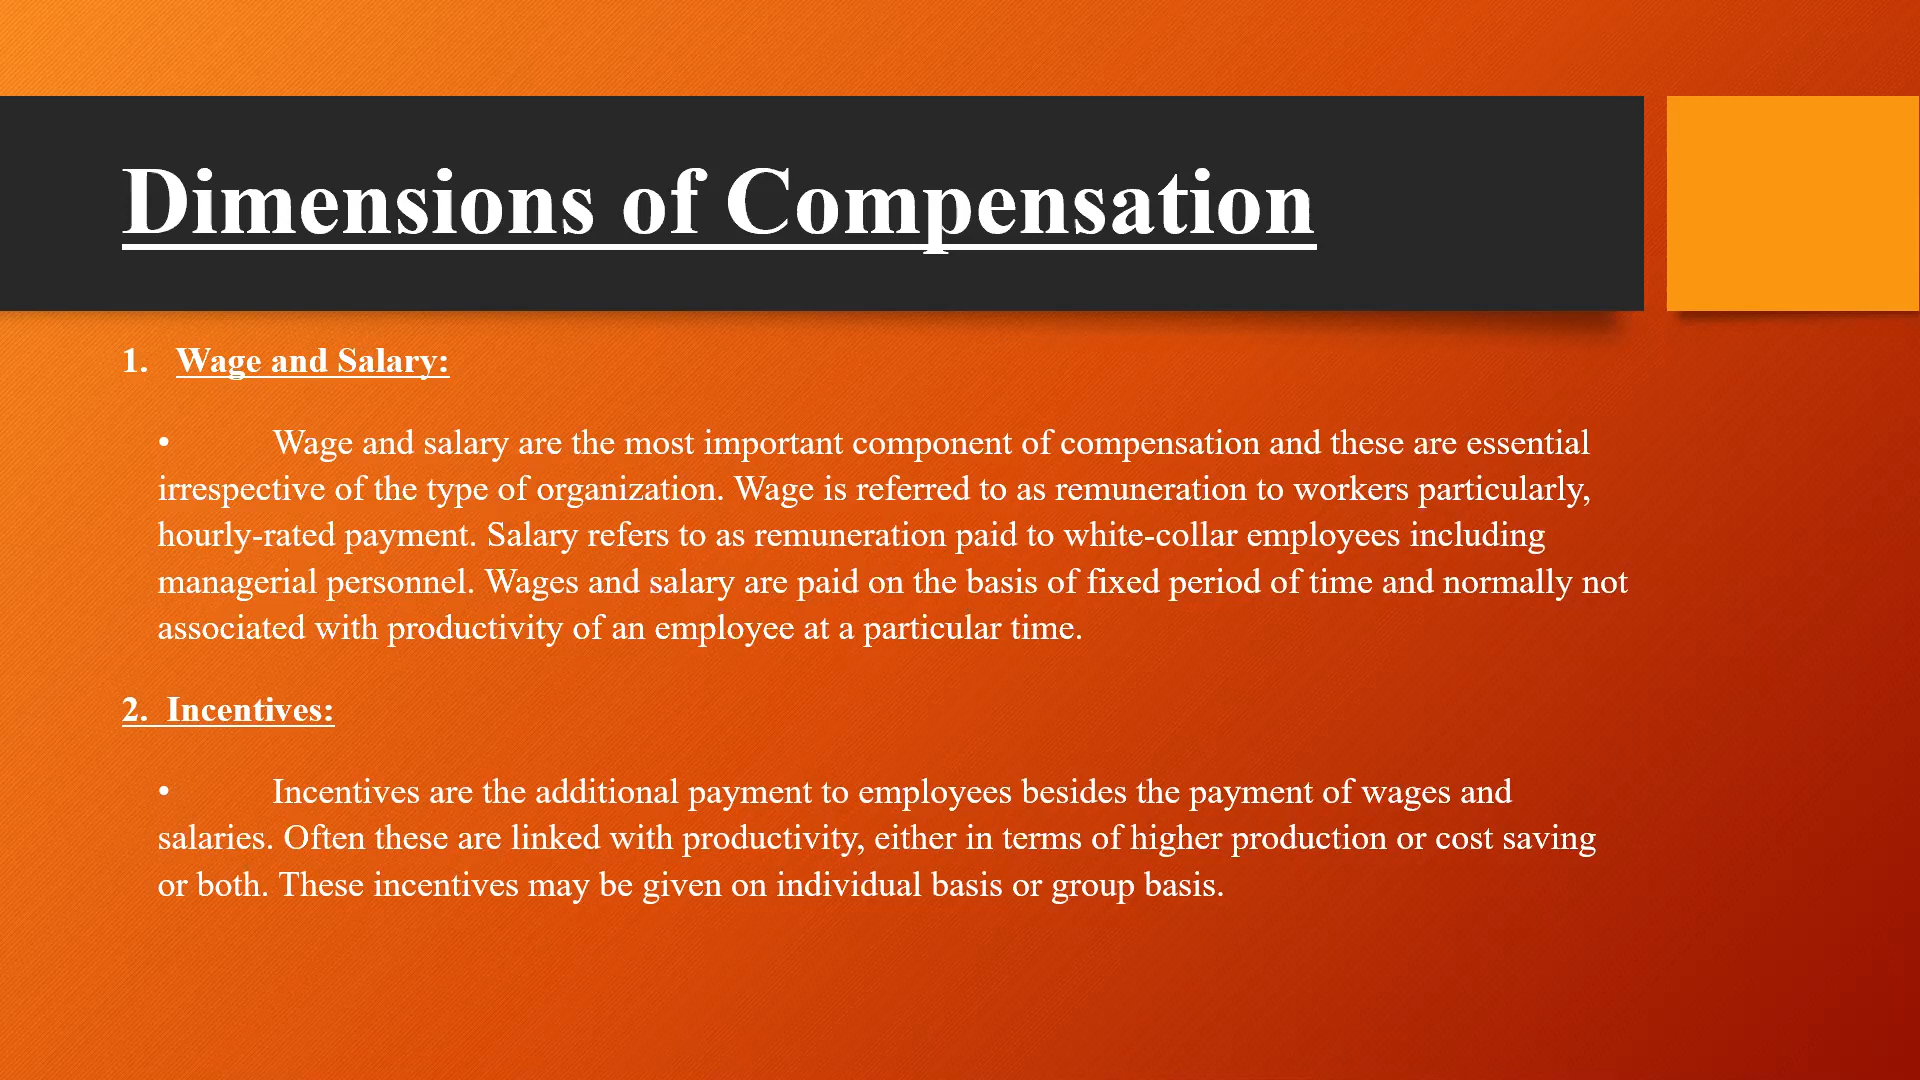 Dimensions of Compensation
1. Wage and Salary:
• Wage and salary are the most important component of compensation and these are essential
irrespective of the type of organization. Wage is referred to as remuneration to workers particularly,
hourly-rated payment. Salary refers to as remuneration paid to white-collar employees including
managerial personnel. Wages and salary are paid on the basis of fixed period of time and normally not
associated with productivity of an employee at a particular time.
2. Incentives:
• Incentives are the additional payment to employees besides the payment of wages and
salaries. Often these are linked with productivity, either in terms of higher production or cost saving
or both. These incentives may be given on individual basis or group basis.